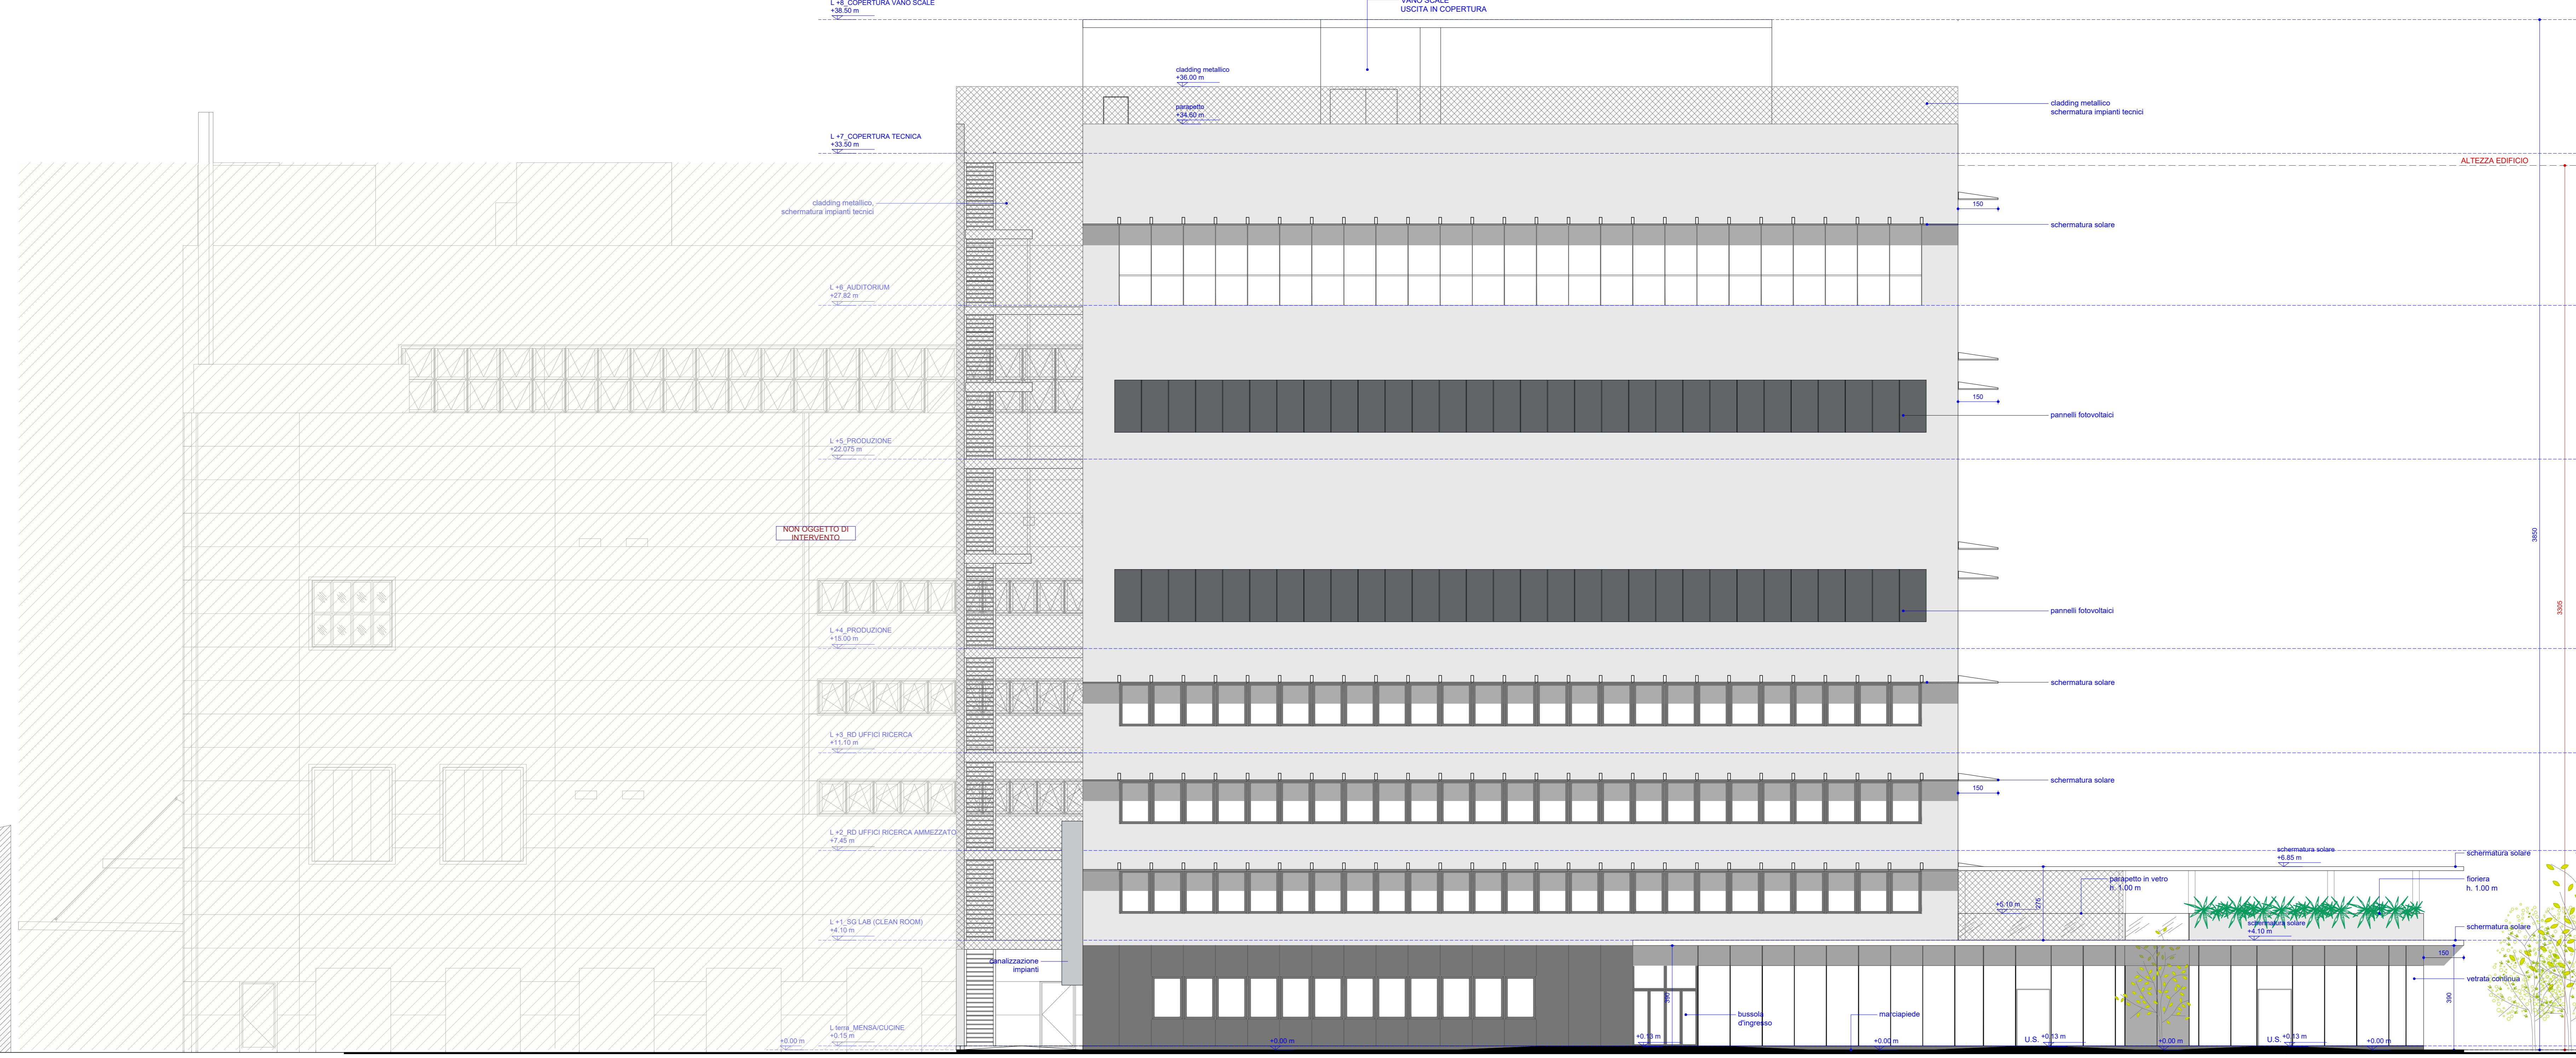 L +8_COPERTURA VANO SCALE
+38.50 m
VANO SCALE
USCITA IN COPERTURA
cladding metallico
+36.00 m
parapetto
+34.60 m
cladding metallico
schermatura impianti tecnici
L +7_COPERTURA TECNICA
+33.50 m
ALTEZZA EDIFICIO
cladding metallico,
schermatura impianti tecnici
150
schermatura solare
L +6_AUDITORIUM
+27.82 m
150
pannelli fotovoltaici
L +5_PRODUZIONE
+22.075 m
NON OGGETTO DI
INTERVENTO
3850
3305
pannelli fotovoltaici
L +4_PRODUZIONE
+15.00 m
schermatura solare
L +3_RD UFFICI RICERCA
+11.10 m
schermatura solare
150
L +2_RD UFFICI RICERCA AMMEZZATO
+7.45 m
schermatura solare
+6.85 m
schermatura solare
parapetto in vetro
h. 1.00 m
fioriera
h. 1.00 m
+5.10 m
275
L +1_SG LAB (CLEAN ROOM)
+4.10 m
schermatura solare
+4.10 m
schermatura solare
150
canalizzazione
impianti
vetrata continua
390
390
bussola
d'ingresso
marciapiede
L terra_MENSA/CUCINE
+0.15 m
+0.00 m
+0.00 m
+0.13 m
+0.00 m
U.S.
+0.13 m
+0.00 m
U.S.
+0.13 m
+0.00 m